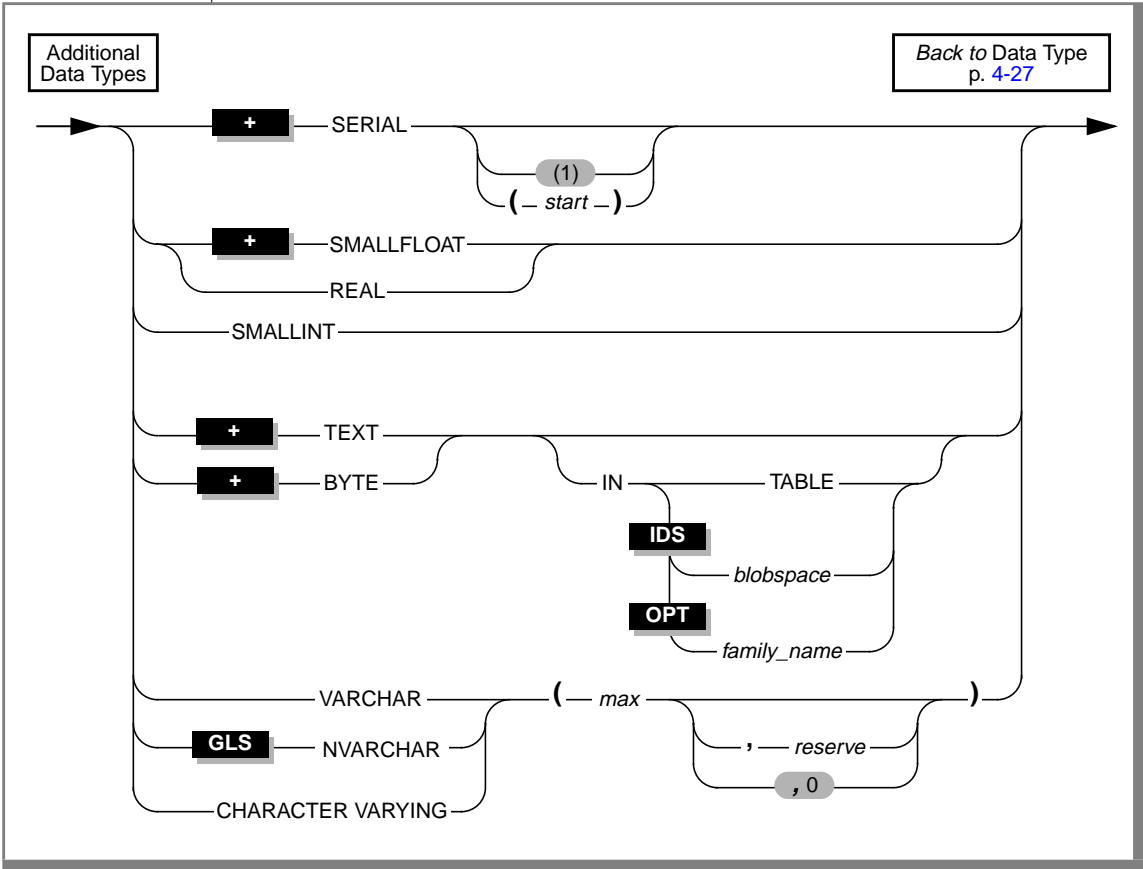 Additional
Data Types
Back to Data Type
p. 4-27
+ SERIAL
(1)
( start )
+ SMALLFLOAT
REAL
SMALLINT
+ TEXT
+ BYTE
IN TABLE
IDS
blobspace
OPT
family_name
VARCHAR ( max )
GLS NVARCHAR
, reserve
, 0
CHARACTER VARYING